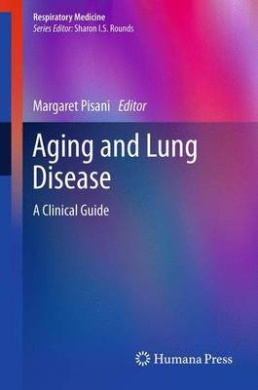 Respiratory Medicine
Series Editor: Sharon I.S. Rounds
Margaret Pisani Editor
Aging and Lung
Disease
A Clinical Guide
Humana Press